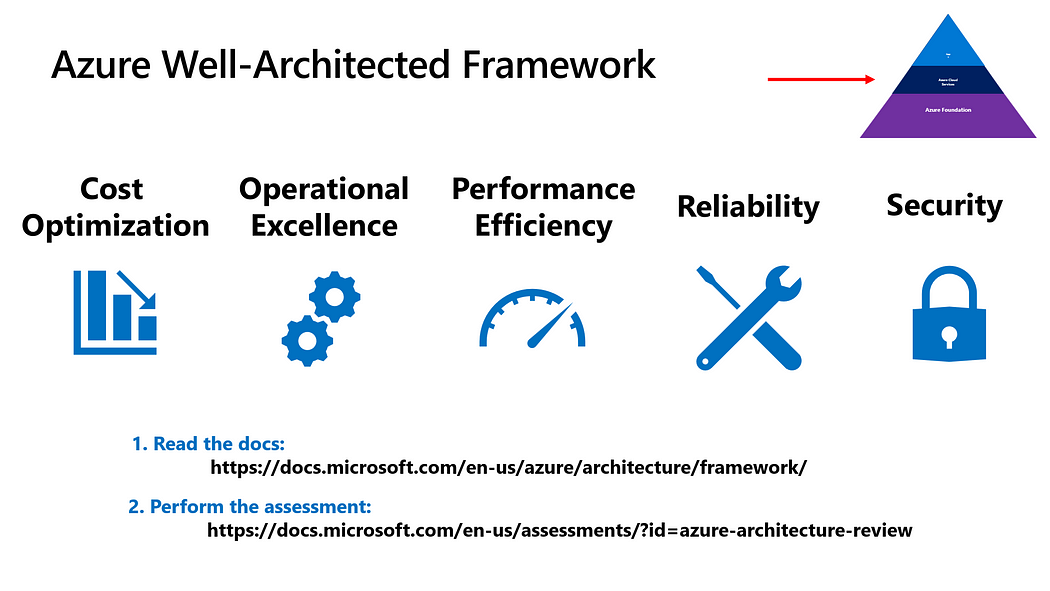 Azure Well-Architected Framework
Azure Cloud
Services
Azure Foundation
Cost
Optimization
Operational
Excellence
Performance
Efficiency
Reliability
Security
1. Read the docs:
https://docs.microsoft.com/en-us/azure/architecture/framework/
2. Perform the assessment:
https://docs.microsoft.com/en-us/assessments/?id=azure-architecture-review